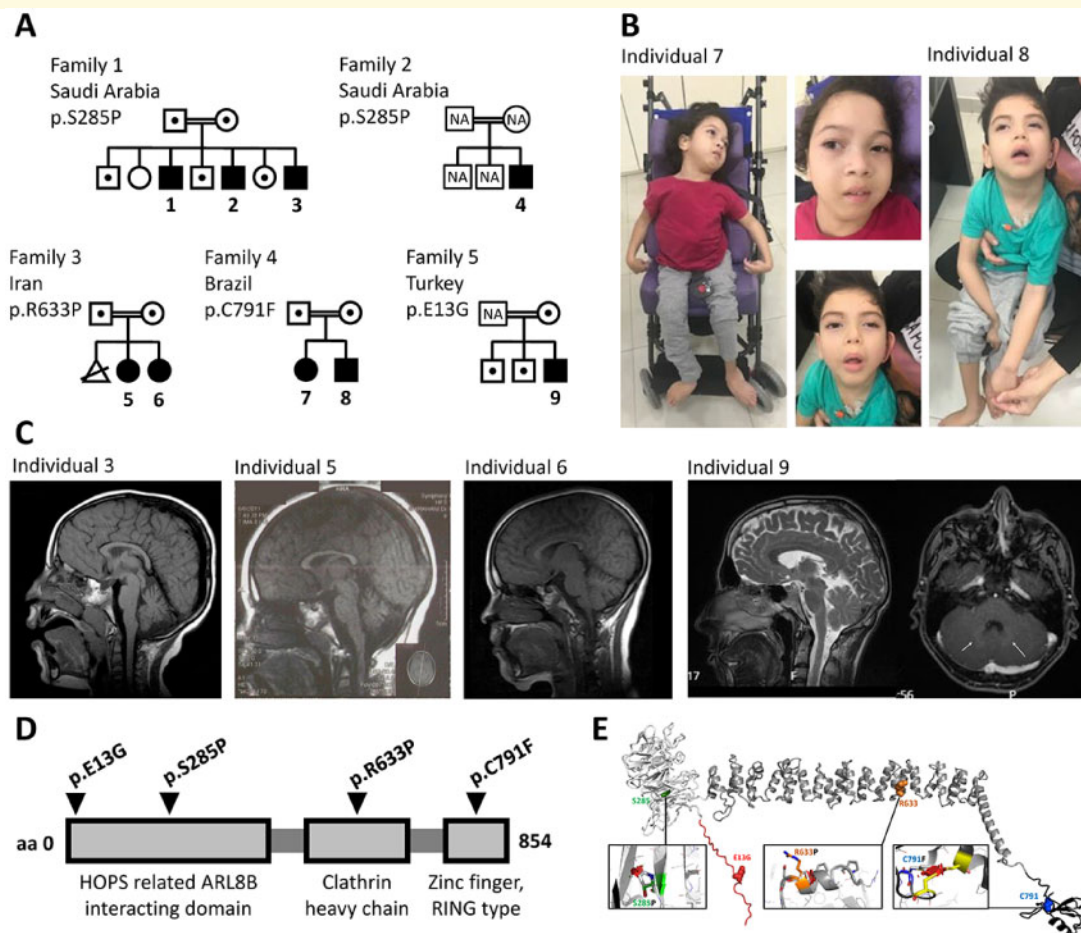 A
Family 1
Saudi Arabia
p.S285P
1
2
3
Family 2
Saudi Arabia
p.S285P
NA
NA
NA
NA
4
Family 3
Iran
p.R633P
5
6
Family 4
Brazil
p.C791F
7
8
Family 5
Turkey
p.E13G
NA
9
B
Individual 7
Individual 8
C
Individual 3
Individual 5
Individual 6
Individual 9
17
F
-56
P
D
p.E13G
p.S285P
p.R633P
p.C791F
aa 0
854
HOPS related ARL8B
interacting domain
Clathrin
heavy chain
Zinc finger,
RING type
E
S285
R633
E13G
S285P
R633P
C791F
C791